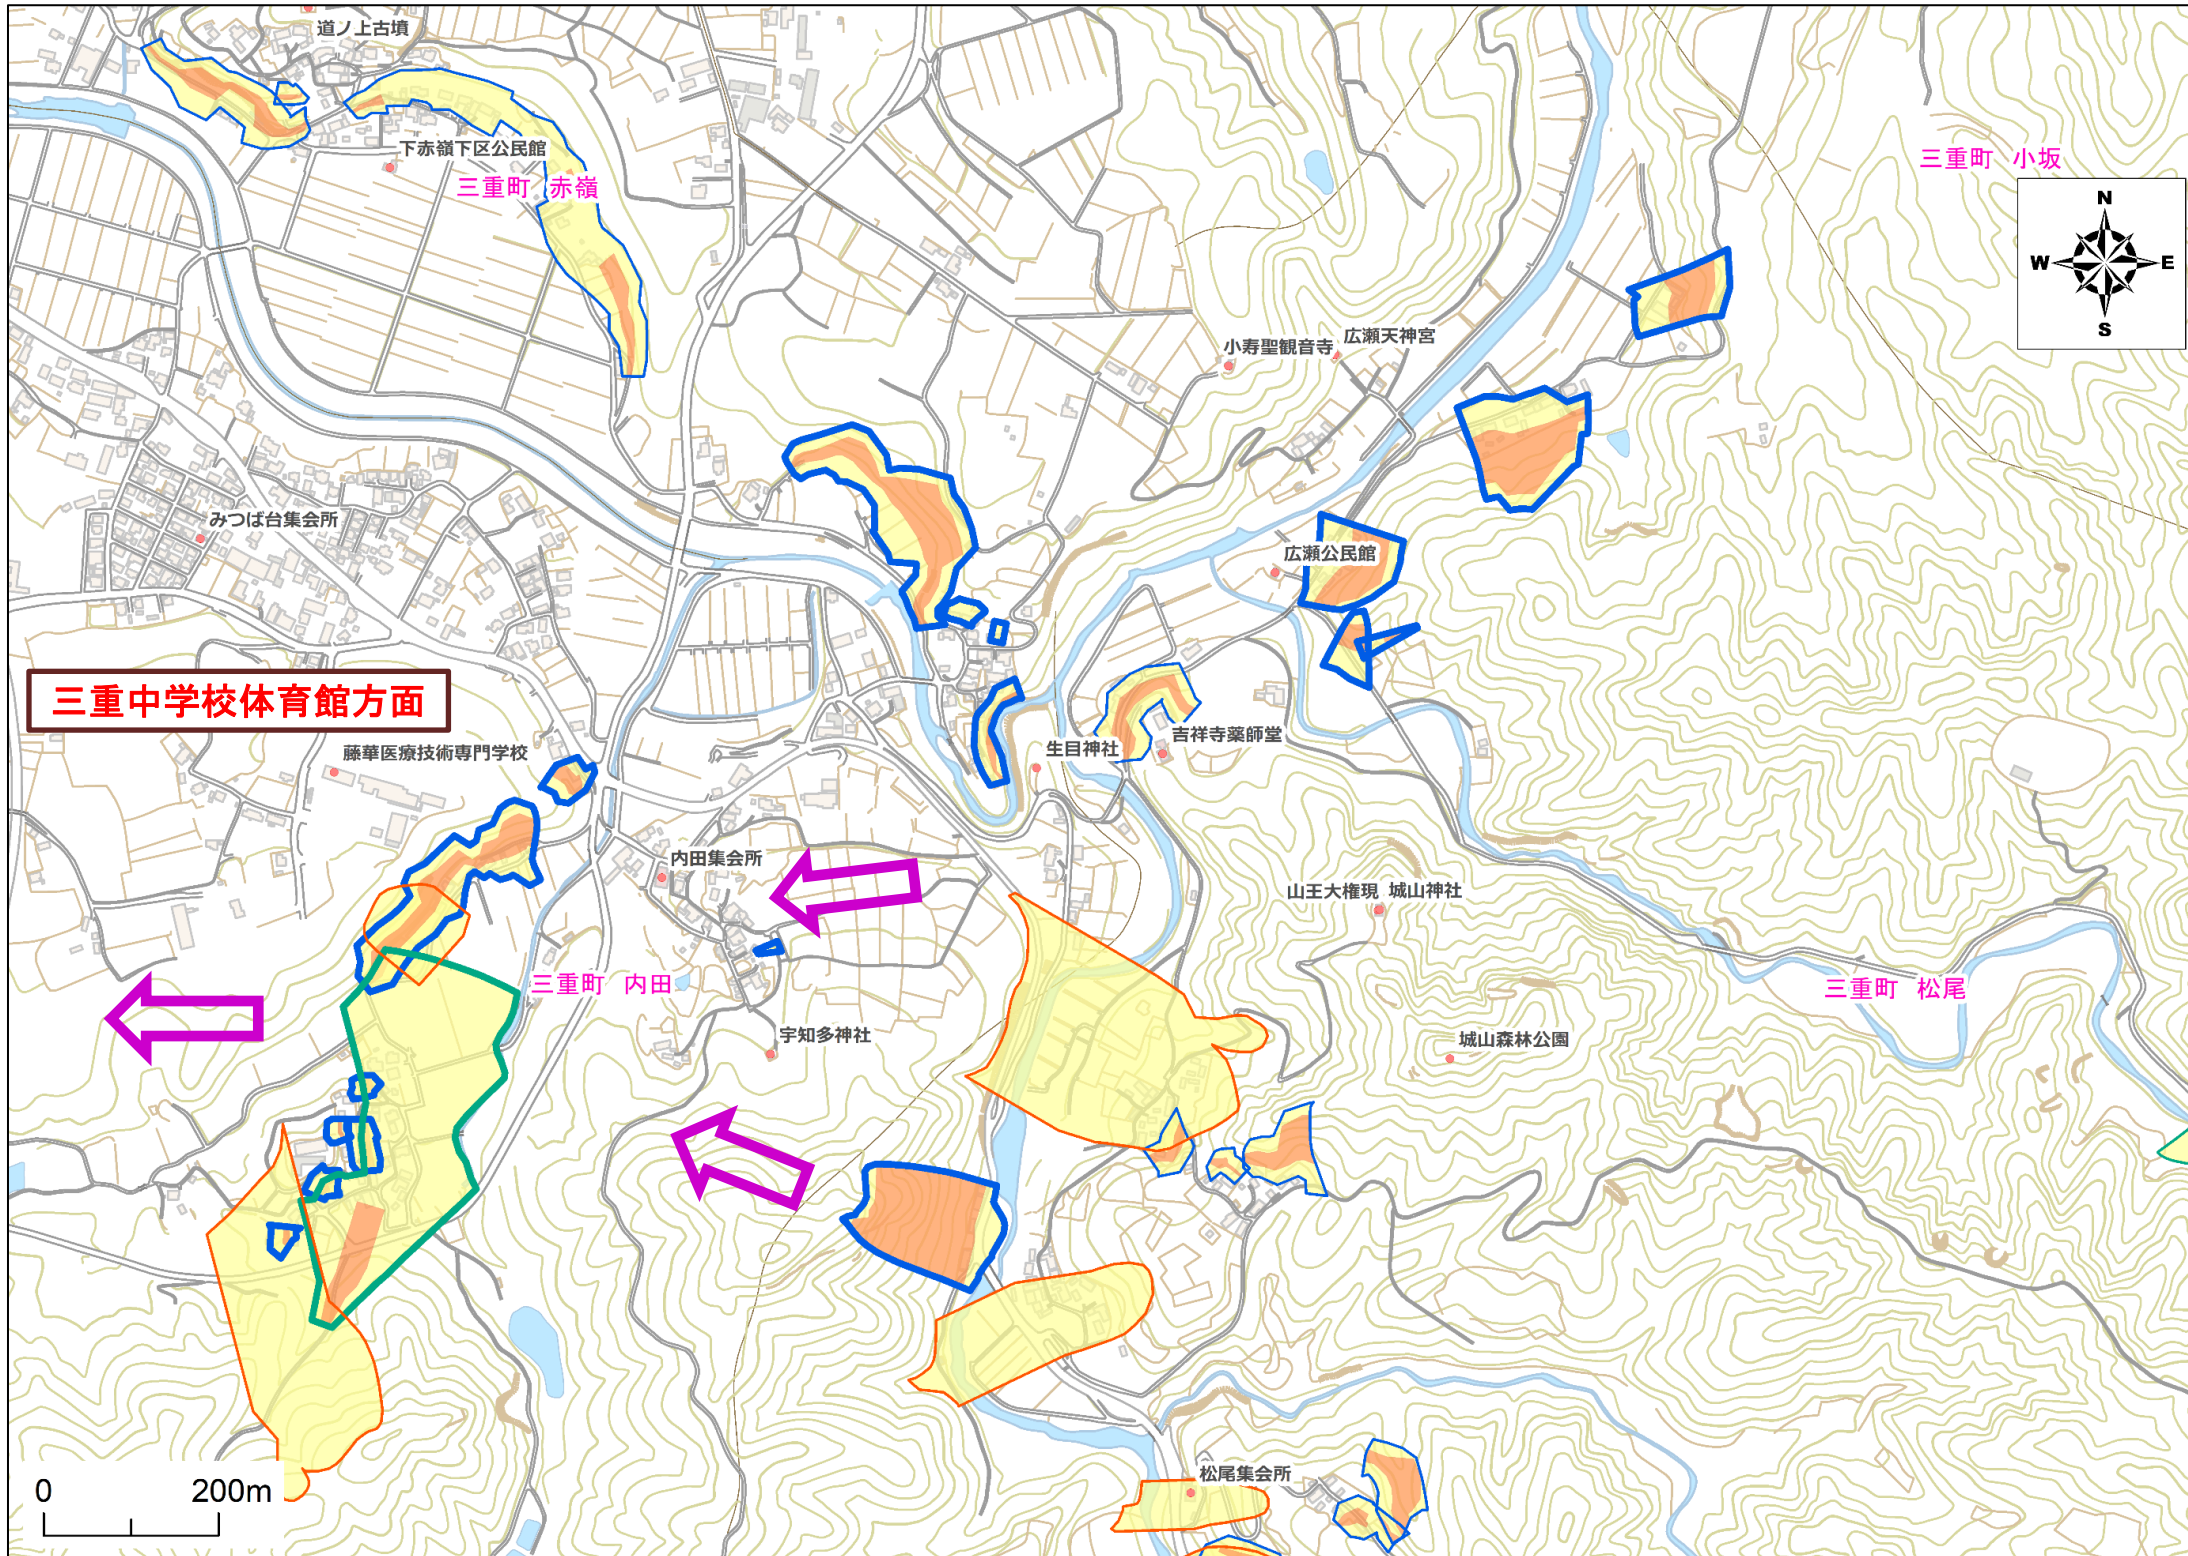 道ノ上古墳
下赤嶺下区公民館
三重町 赤嶺
三重町 小坂
N
W
E
S
小寿聖観音寺
広瀬天神宮
みつば台集会所
広瀬公民館
三重中学校体育館方面
藤華医療技術専門学校
生目神社
吉祥寺薬師堂
内田集会所
山王大権現 城山神社
三重町 内田
三重町 松尾
宇知多神社
城山森林公園
松尾集会所
0
200m